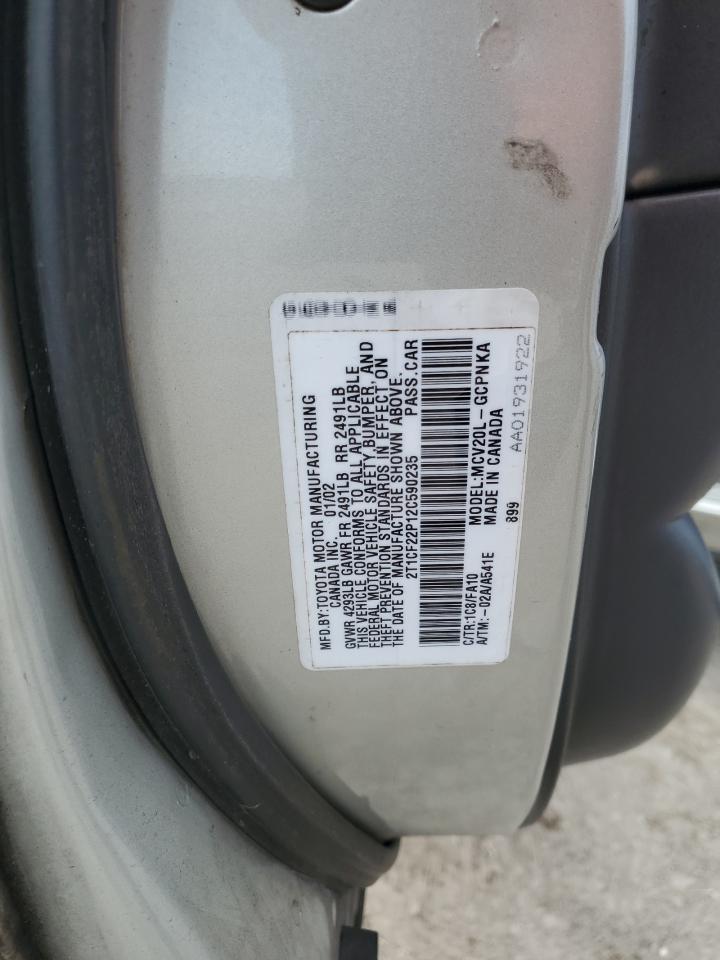 MFD.BY:TOYOTA MOTOR MANUFACTURING
CANADA INC. 01/02
GVWR 4293LB GAWR FR 2491LB RR 2491LB
THIS VEHICLE CONFORMS TO ALL APPLICABLE
FEDERAL MOTOR VEHICLE SAFETY, BUMPER, AND
THEFT PREVENTION STANDARDS IN EFFECT ON
THE DATE OF MANUFACTURE SHOWN ABOVE.
2T1CF22P12C590235 PASS.CAR
C/TR:1C8/FA10 MODEL:MCV20L-GCPNKA
A/TM:-02A/A541E MADE IN CANADA
899
AA01931922